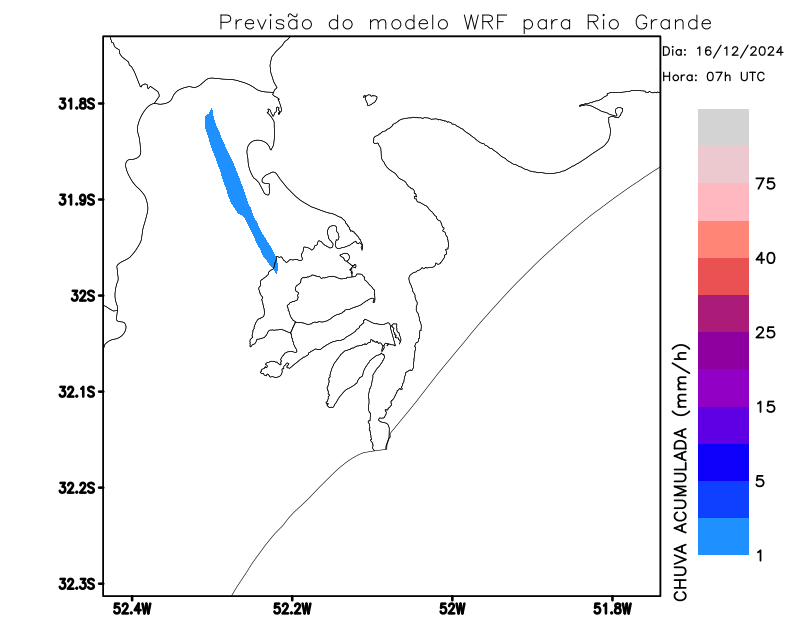 Previsão do modelo WRF para Rio Grande
Dia: 16/12/2024
Hora: 07h UTC
31.8S
31.9S
32S
32.1S
32.2S
32.3S
52.4W
52.2W
52W
51.8W
75
40
25
15
5
1
CHUVA ACUMULADA (mm/h)